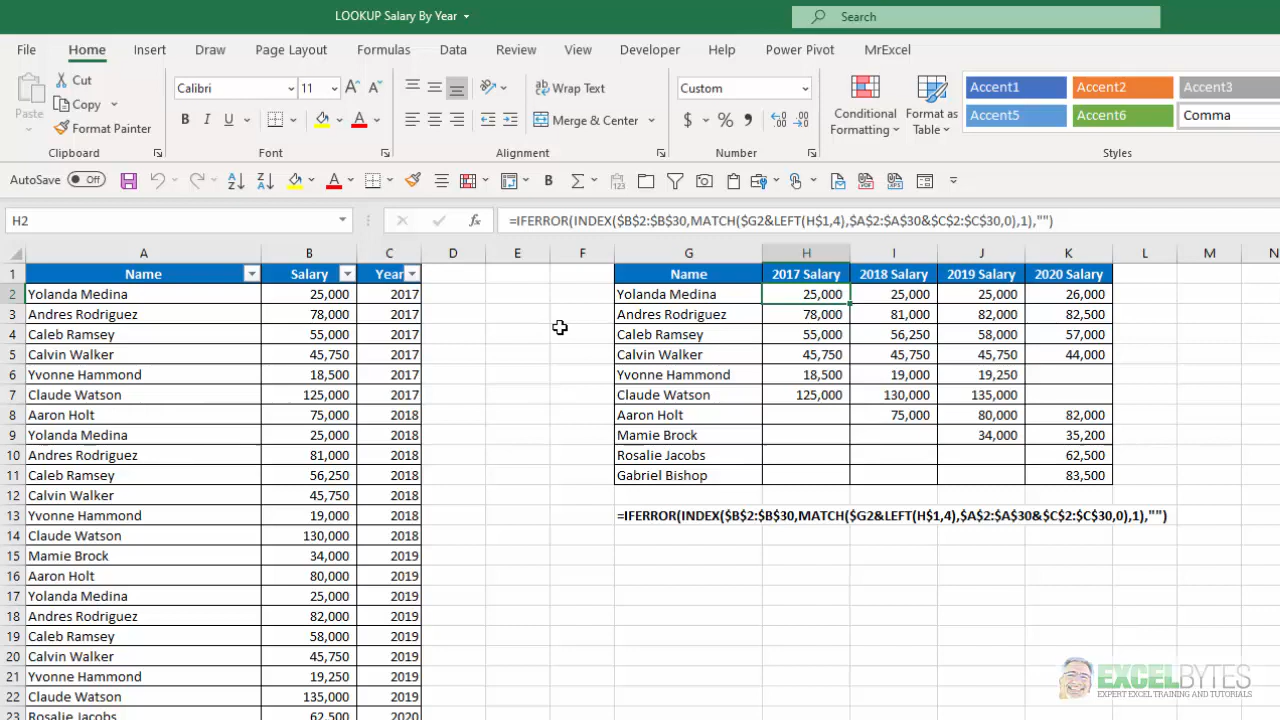 LOOKUP Salary By Year
Search
File Home Insert Draw Page Layout Formulas Data Review View Developer Help Power Pivot MrExcel
Paste
Cut
Copy
Format Painter
Clipboard
Calibri 11
B I U
Font
Wrap Text
Merge & Center
Alignment
Custom
$ % ,
Number
Conditional Formatting
Format as Table
Accent1 Accent2 Accent3
Accent5 Accent6 Comma
Styles
AutoSave Off
H2 fx =IFERROR(INDEX($B$2:$B$30,MATCH($G2&LEFT(H$1,4),$A$2:$A$30&$C$2:$C$30,0),1),"")
A B C D E F G H I J K L M N
1 Name Salary Year Name 2017 Salary 2018 Salary 2019 Salary 2020 Salary
2 Yolanda Medina 25,000 2017 Yolanda Medina 25,000 25,000 25,000 26,000
3 Andres Rodriguez 78,000 2017 Andres Rodriguez 78,000 81,000 82,000 82,500
4 Caleb Ramsey 55,000 2017 Caleb Ramsey 55,000 56,250 58,000 57,000
5 Calvin Walker 45,750 2017 Calvin Walker 45,750 45,750 45,750 44,000
6 Yvonne Hammond 18,500 2017 Yvonne Hammond 18,500 19,000 19,250
7 Claude Watson 125,000 2017 Claude Watson 125,000 130,000 135,000
8 Aaron Holt 75,000 2018 Aaron Holt 75,000 80,000 82,000
9 Yolanda Medina 25,000 2018 Mamie Brock 34,000 35,200
10 Andres Rodriguez 81,000 2018 Rosalie Jacobs 62,500
11 Caleb Ramsey 56,250 2018 Gabriel Bishop 83,500
12 Calvin Walker 45,750 2018
13 Yvonne Hammond 19,000 2018 =IFERROR(INDEX($B$2:$B$30,MATCH($G2&LEFT(H$1,4),$A$2:$A$30&$C$2:$C$30,0),1),"")
14 Claude Watson 130,000 2018
15 Mamie Brock 34,000 2019
16 Aaron Holt 80,000 2019
17 Yolanda Medina 25,000 2019
18 Andres Rodriguez 82,000 2019
19 Caleb Ramsey 58,000 2019
20 Calvin Walker 45,750 2019
21 Yvonne Hammond 19,250 2019
22 Claude Watson 135,000 2019
23 Rosalie Jacobs 62,500 2020
EXCELBYTES
EXPERT EXCEL TRAINING AND TUTORIALS